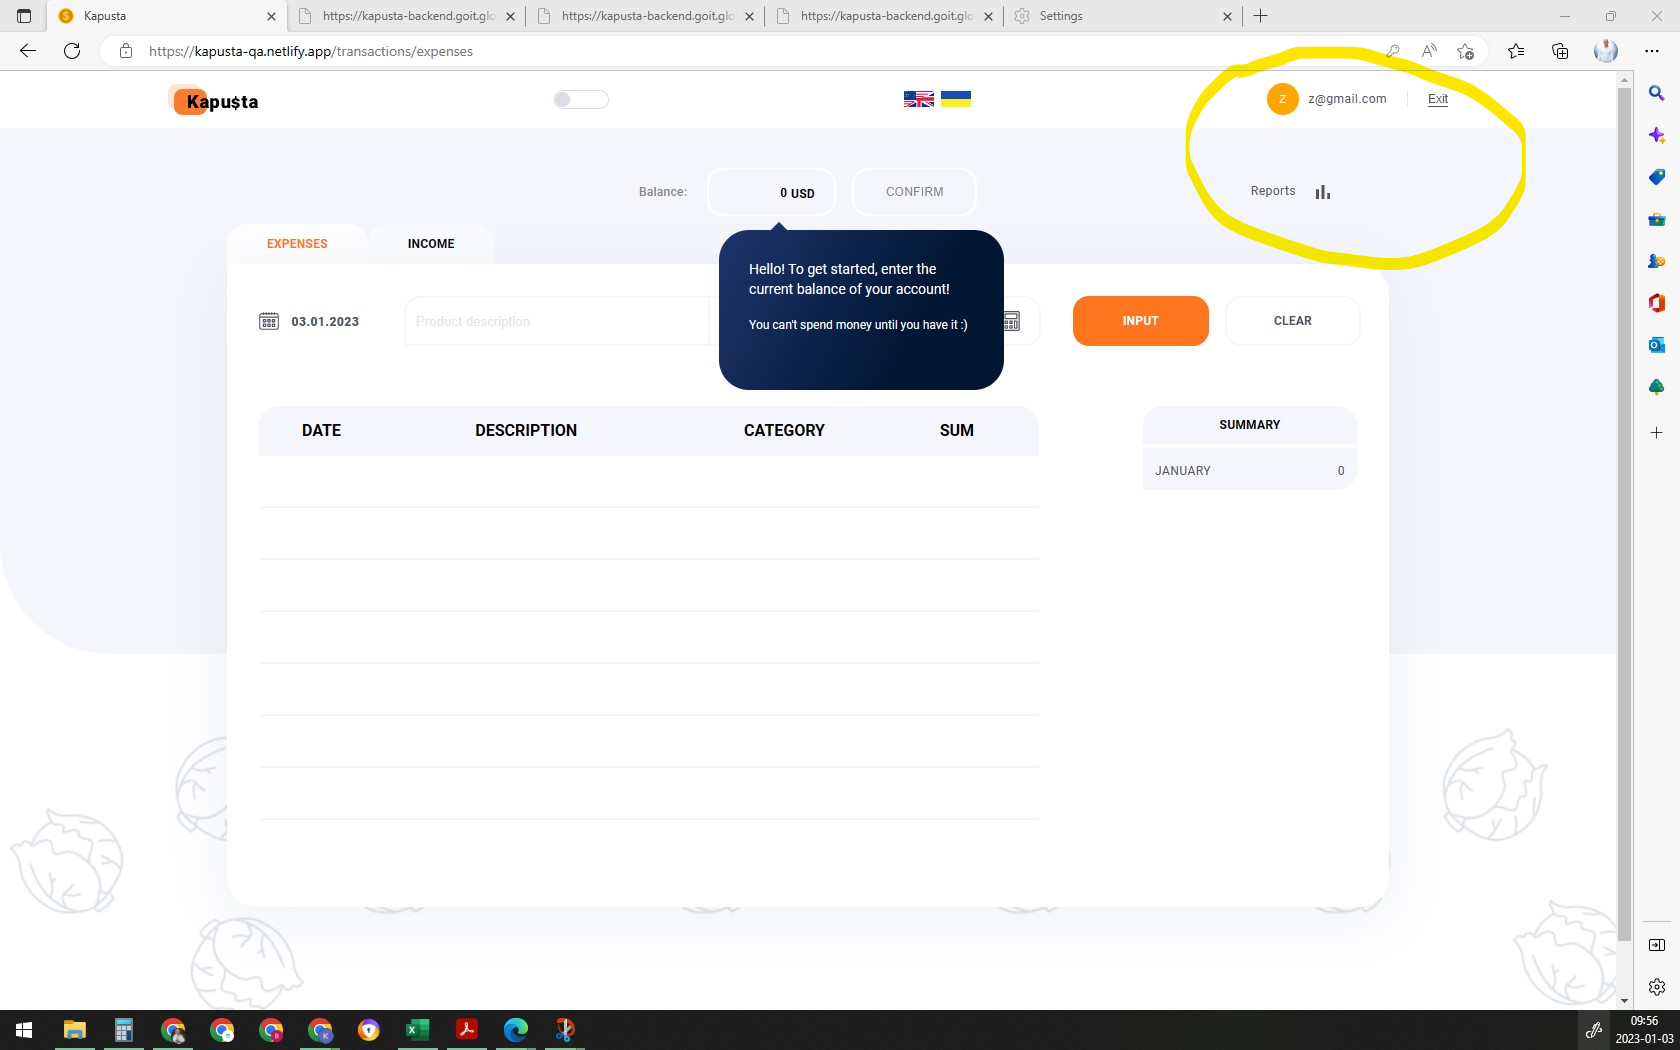 Kapusta
https://kapusta-backend.goit.glo
https://kapusta-backend.goit.glo
https://kapusta-backend.goit.glo
Settings
https://kapusta-qa.netlify.app/transactions/expenses
Kapu$ta
Z
z@gmail.com
Exit
Balance:
0 USD
CONFIRM
Reports
EXPENSES
INCOME
Hello! To get started, enter the
current balance of your account!
You can't spend money until you have it :)
03.01.2023
Product description
INPUT
CLEAR
DATE
DESCRIPTION
CATEGORY
SUM
SUMMARY
JANUARY
0
09:56
2023-01-03